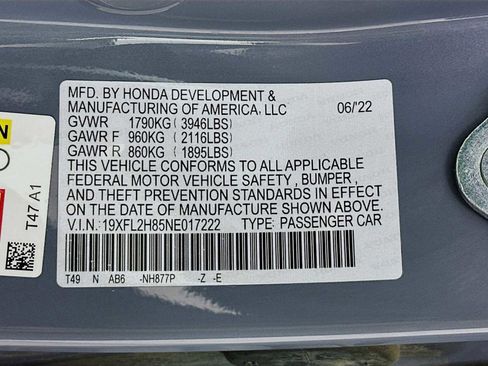 MFD. BY HONDA DEVELOPMENT &
MANUFACTURING OF AMERICA, LLC 06/'22
GVWR 1790KG (3946LBS)
GAWR F 960KG (2116LBS)
GAWR R 860KG (1895LBS)
THIS VEHICLE CONFORMS TO ALL APPLICABLE
FEDERAL MOTOR VEHICLE SAFETY , BUMPER ,
AND THEFT PREVENTION STANDARDS IN EFFECT
ON THE DATE OF MANUFACTURE SHOWN ABOVE.
V.I.N.: 19XFL2H85NE017222 TYPE: PASSENGER CAR
T49 N AB6 -NH877P -Z -E
T47 A1